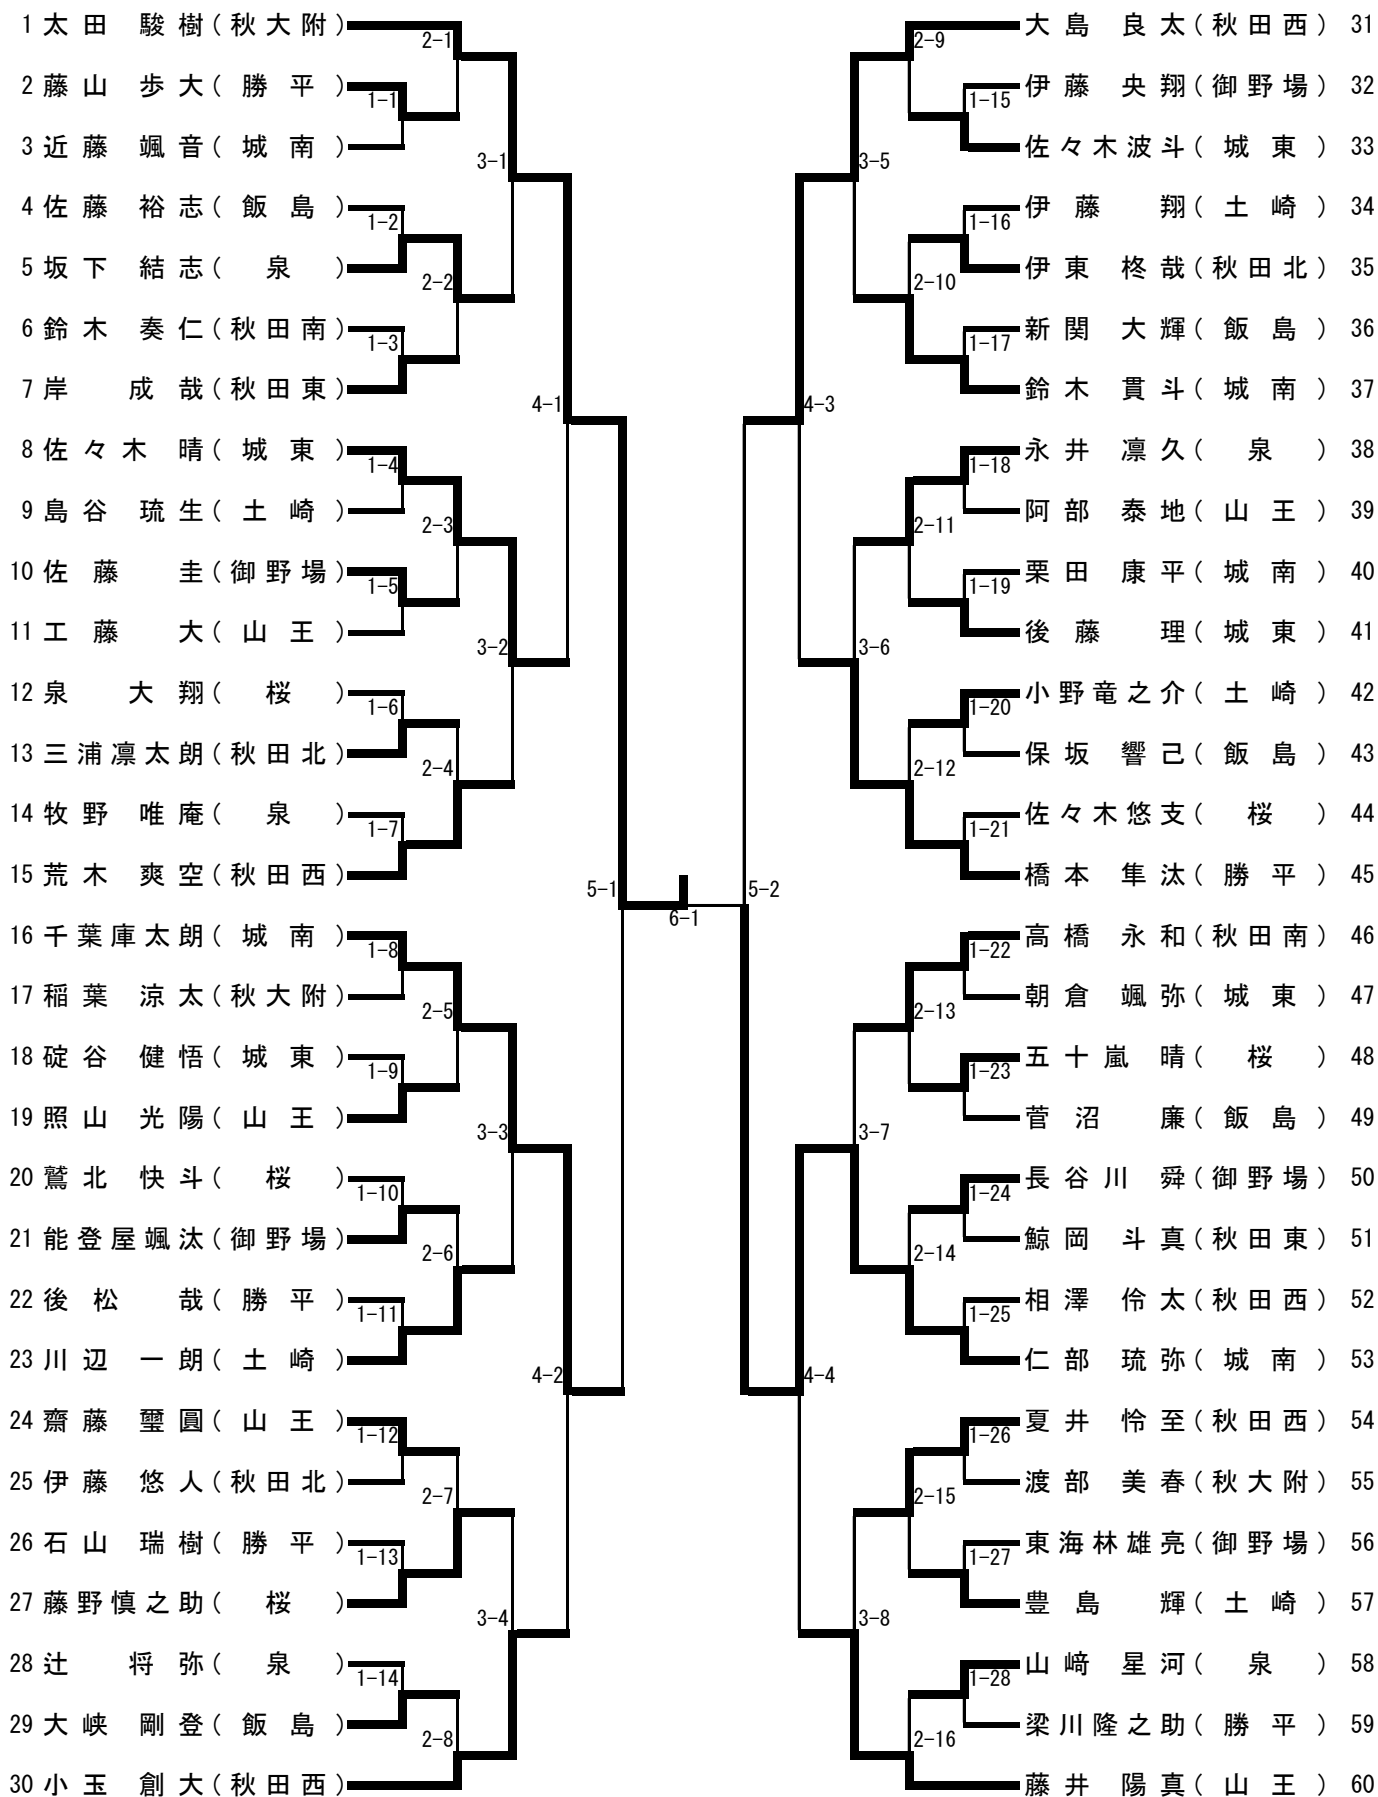 1 太田 駿樹 ( 秋大附 )
2 藤山 歩大 ( 勝平 )
3 近藤 颯音 ( 城南 )
4 佐藤 裕志 ( 飯島 )
5 坂下 結志 ( 泉 )
6 鈴木 奏仁 ( 秋田南 )
7 岸 成哉 ( 秋田東 )
8 佐々木 晴 ( 城東 )
9 島谷 琉生 ( 土崎 )
10 佐藤 圭 ( 御野場 )
11 工藤 大 ( 山王 )
12 泉 大翔 ( 桜 )
13 三浦凛太朗 ( 秋田北 )
14 牧野 唯庵 ( 泉 )
15 荒木 爽空 ( 秋田西 )
16 千葉庫太朗 ( 城南 )
17 稲葉 涼太 ( 秋大附 )
18 碇谷 健悟 ( 城東 )
19 照山 光陽 ( 山王 )
20 鷲北 快斗 ( 桜 )
21 能登屋颯汰 ( 御野場 )
22 後松 哉 ( 勝平 )
23 川辺 一朗 ( 土崎 )
24 齋藤 璽圓 ( 山王 )
25 伊藤 悠人 ( 秋田北 )
26 石山 瑞樹 ( 勝平 )
27 藤野慎之助 ( 桜 )
28 辻 将弥 ( 泉 )
29 大峡 剛登 ( 飯島 )
30 小玉 創大 ( 秋田西 )
1-1
1-2
1-3
1-4
1-5
1-6
1-7
1-8
1-9
1-10
1-11
1-12
1-13
1-14
2-1
2-2
2-3
2-4
2-5
2-6
2-7
2-8
3-1
3-2
3-3
3-4
4-1
4-2
5-1
6-1
5-2
4-3
4-4
3-5
3-6
3-7
3-8
2-9
2-10
2-11
2-12
2-13
2-14
2-15
2-16
1-15
1-16
1-17
1-18
1-19
1-20
1-21
1-22
1-23
1-24
1-25
1-26
1-27
1-28
大島 良太 ( 秋田西 ) 31
伊藤 央翔 ( 御野場 ) 32
佐々木波斗 ( 城東 ) 33
伊藤 翔 ( 土崎 ) 34
伊東 柊哉 ( 秋田北 ) 35
新関 大輝 ( 飯島 ) 36
鈴木 貫斗 ( 城南 ) 37
永井 凛久 ( 泉 ) 38
阿部 泰地 ( 山王 ) 39
栗田 康平 ( 城南 ) 40
後藤 理 ( 城東 ) 41
小野竜之介 ( 土崎 ) 42
保坂 響己 ( 飯島 ) 43
佐々木悠支 ( 桜 ) 44
橋本 隼汰 ( 勝平 ) 45
高橋 永和 ( 秋田南 ) 46
朝倉 颯弥 ( 城東 ) 47
五十嵐 晴 ( 桜 ) 48
菅沼 廉 ( 飯島 ) 49
長谷川 舜 ( 御野場 ) 50
鯨岡 斗真 ( 秋田東 ) 51
相澤 伶太 ( 秋田西 ) 52
仁部 琉弥 ( 城南 ) 53
夏井 怜至 ( 秋田西 ) 54
渡部 美春 ( 秋大附 ) 55
東海林雄亮 ( 御野場 ) 56
豊島 輝 ( 土崎 ) 57
山﨑 星河 ( 泉 ) 58
梁川隆之助 ( 勝平 ) 59
藤井 陽真 ( 山王 ) 60